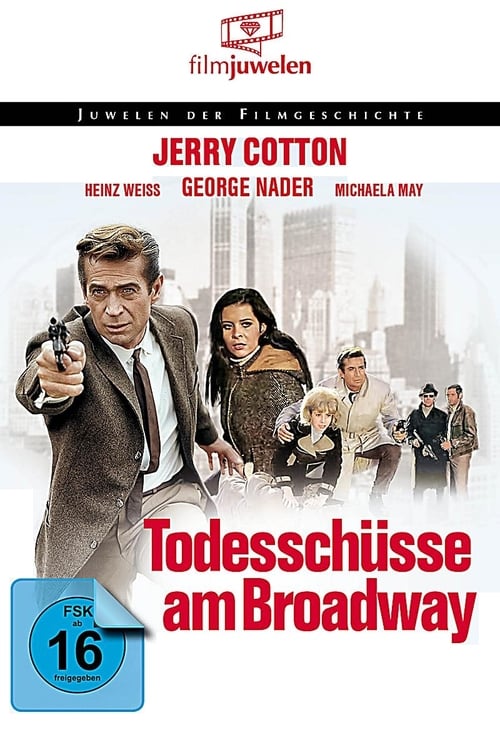 filmjuwelen
JUWELEN DER FILMGESCHICHTE
JERRY COTTON
HEINZ WEISS GEORGE NADER MICHAELA MAY
Todesschüsse
am Broadway
FSK
ab
16
freigegeben